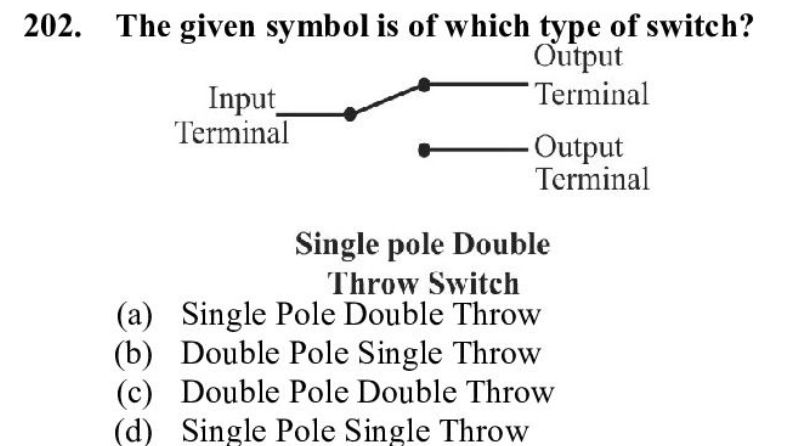 202. The given symbol is of which type of switch?
Output
Terminal
Input
Terminal
Output
Terminal
Single pole Double
Throw Switch
(a) Single Pole Double Throw
(b) Double Pole Single Throw
(c) Double Pole Double Throw
(d) Single Pole Single Throw